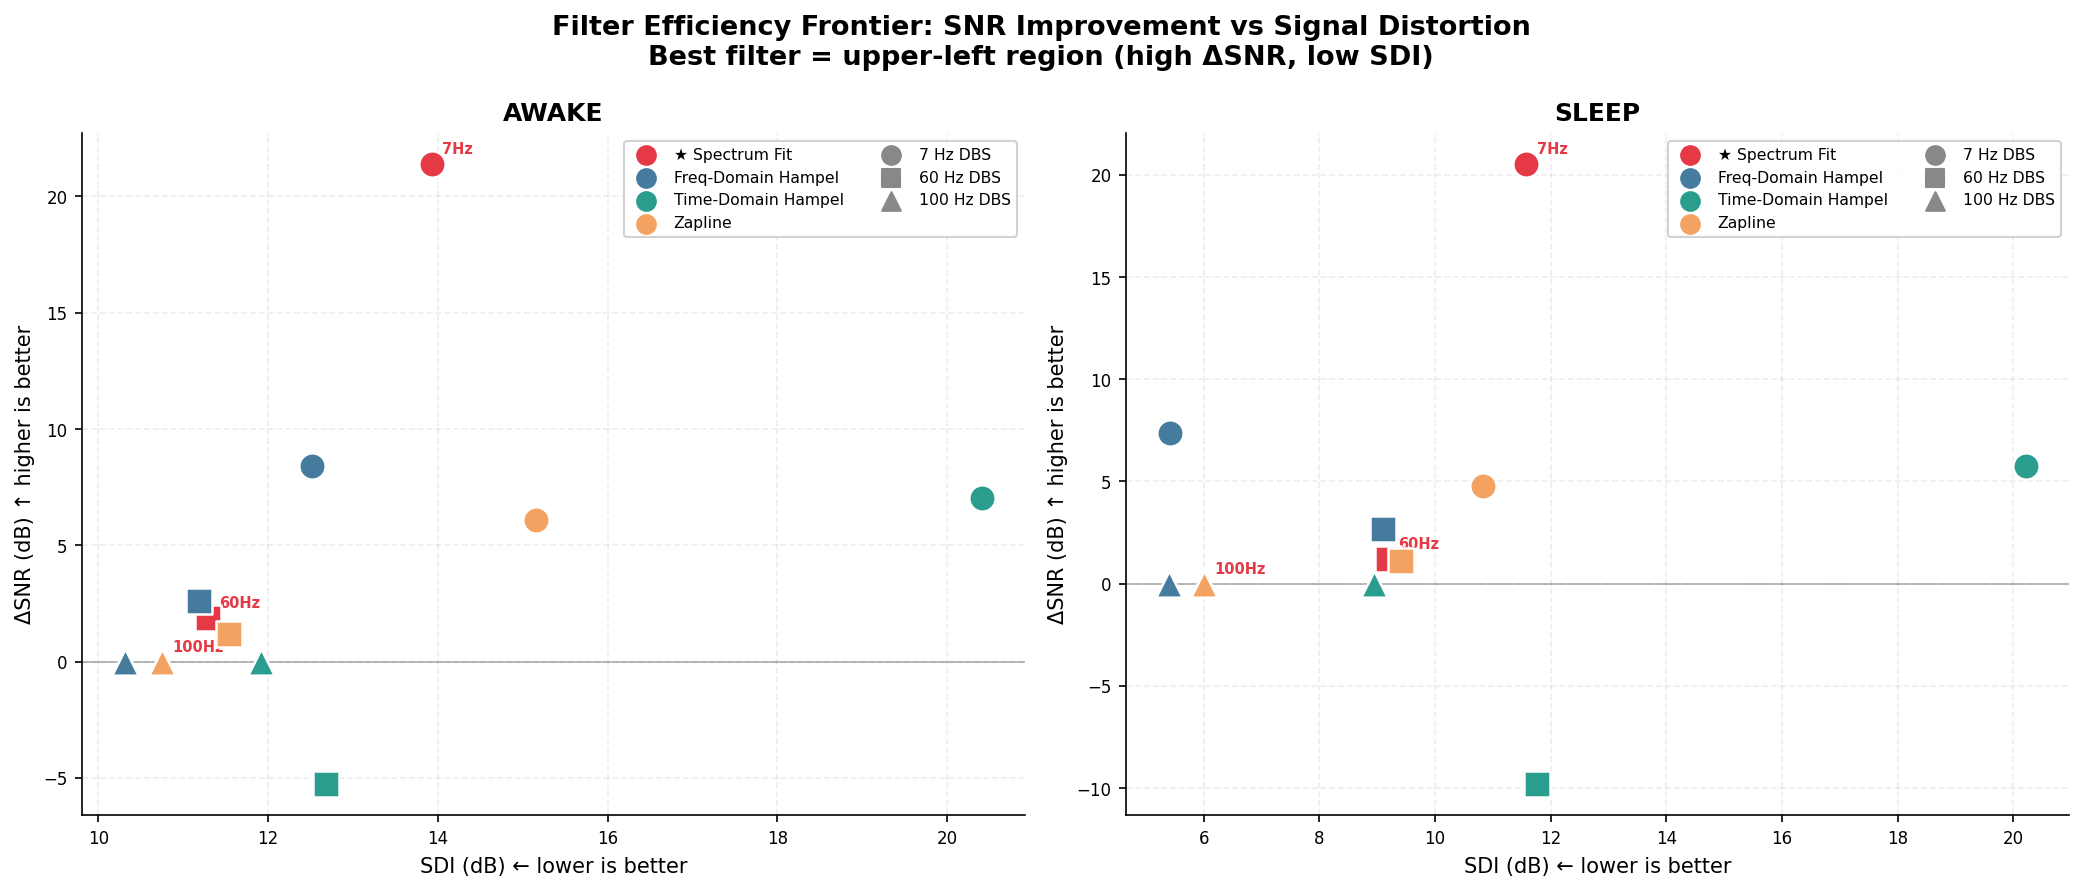 Filter Efficiency Frontier: SNR Improvement vs Signal Distortion
Best filter = upper-left region (high ΔSNR, low SDI)
AWAKE
ΔSNR (dB) ↑ higher is better
20
15
10
5
0
−5
7Hz
60Hz
100Hz
★ Spectrum Fit
Freq-Domain Hampel
Time-Domain Hampel
Zapline
7 Hz DBS
60 Hz DBS
100 Hz DBS
10 12 14 16 18 20
SDI (dB) ← lower is better
SLEEP
ΔSNR (dB) ↑ higher is better
20
15
10
5
0
−5
−10
7Hz
60Hz
100Hz
★ Spectrum Fit
Freq-Domain Hampel
Time-Domain Hampel
Zapline
7 Hz DBS
60 Hz DBS
100 Hz DBS
6 8 10 12 14 16 18 20
SDI (dB) ← lower is better